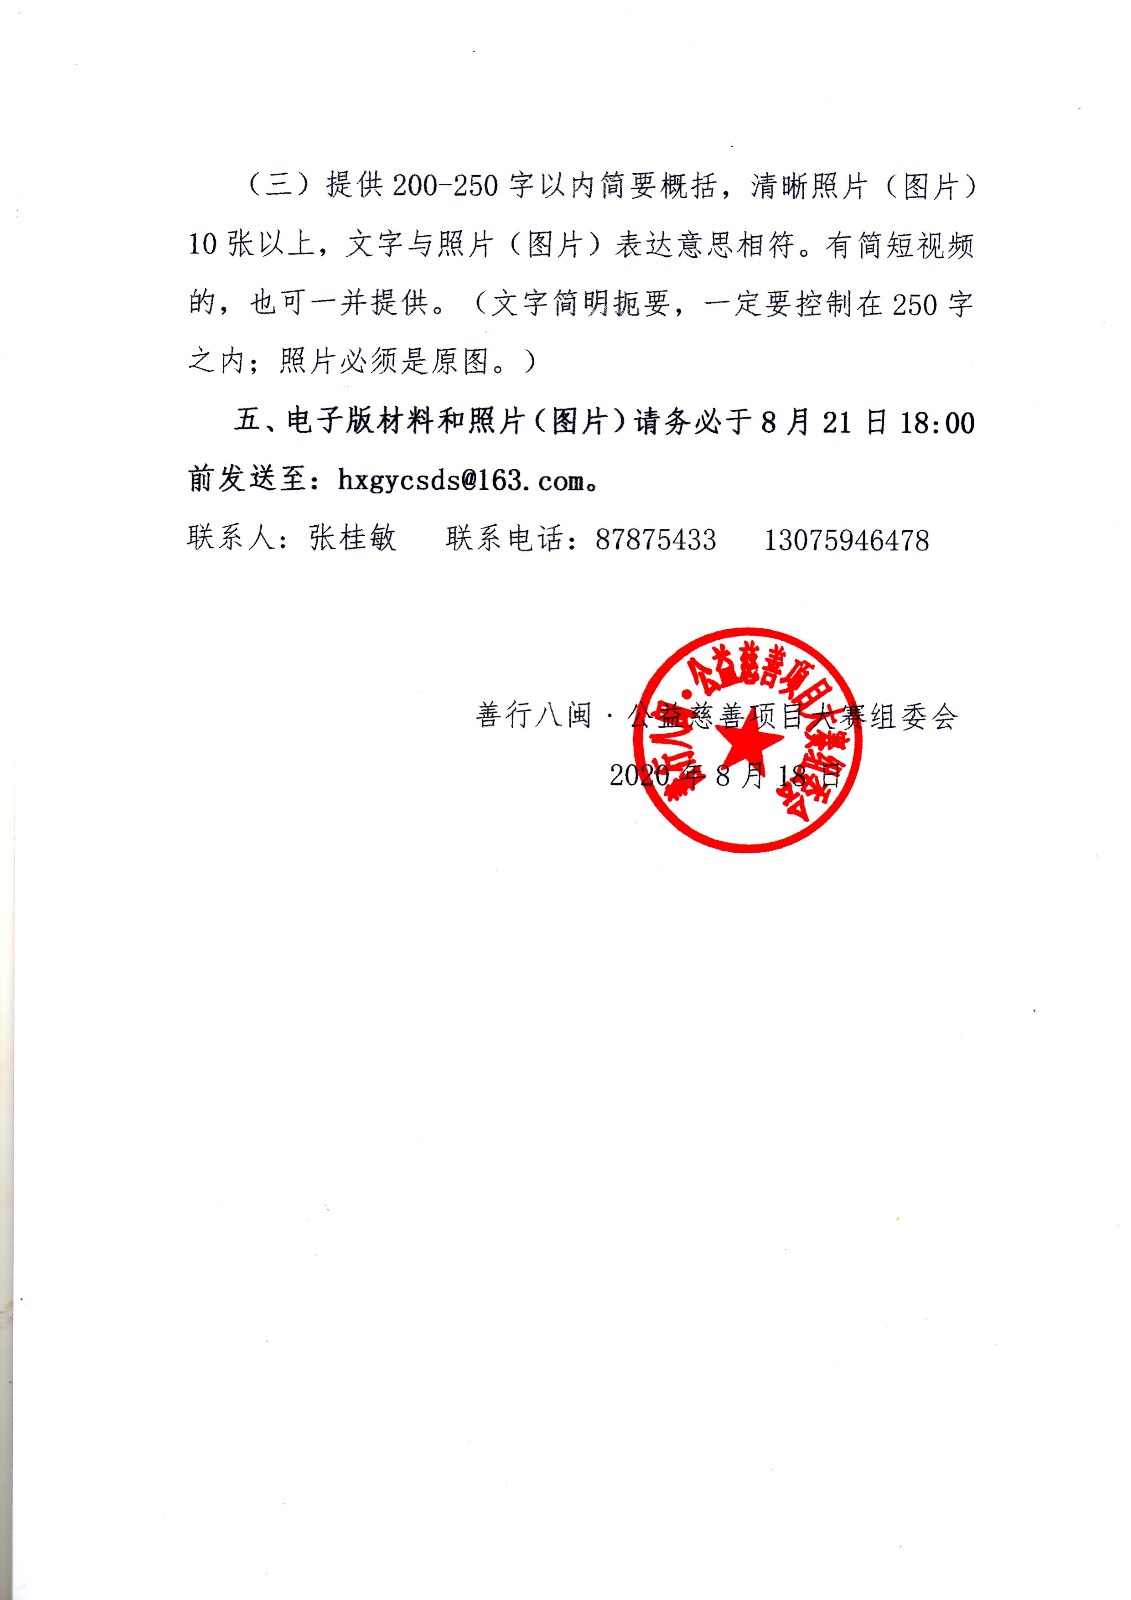 （三）提供 200-250 字以内简要概括，清晰照片（图片）
10 张以上，文字与照片（图片）表达意思相符。有简短视频
的，也可一并提供。（文字简明扼要，一定要控制在 250 字
之内；照片必须是原图。）
五、电子版材料和照片（图片）请务必于 8 月 21 日 18:00
前发送至：hxgycsds@163.com。
联系人：张桂敏 联系电话：87875433 13075946478
善行八闽·公益慈善项目大赛组委会
善行八闽·公益慈善项目大赛组委会
2020 年 8 月 18 日